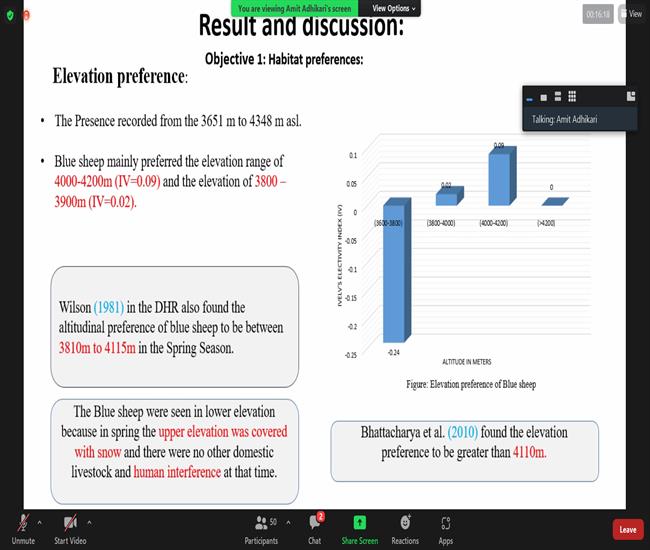 You are viewing Amit Adhikari's screen
View Options
00:16:18
View
Result and discussion:
Objective 1: Habitat preferences:
Elevation preference:
• The Presence recorded from the 3651 m to 4348 m asl.
• Blue sheep mainly preferred the elevation range of
4000-4200m (IV=0.09) and the elevation of 3800 –
3900m (IV=0.02).
Talking: Amit Adhikari
IVELV'S ELECTIVITY INDEX (IV)
0.1
0.05
0
-0.05
-0.1
-0.15
-0.2
-0.25
0.09
0.02
0
(3600-3800)
(3800-4000)
(4000-4200)
(>4200)
-0.24
ALTITUDE IN METERS
Figure: Elevation preference of Blue sheep
Wilson (1981) in the DHR also found the
altitudinal preference of blue sheep to be between
3810m to 4115m in the Spring Season.
The Blue sheep were seen in lower elevation
because in spring the upper elevation was covered
with snow and there were no other domestic
livestock and human interference at that time.
Bhattacharya et al. (2010) found the elevation
preference to be greater than 4110m.
Unmute
Start Video
50
Participants
2
Chat
Share Screen
Reactions
Apps
Leave